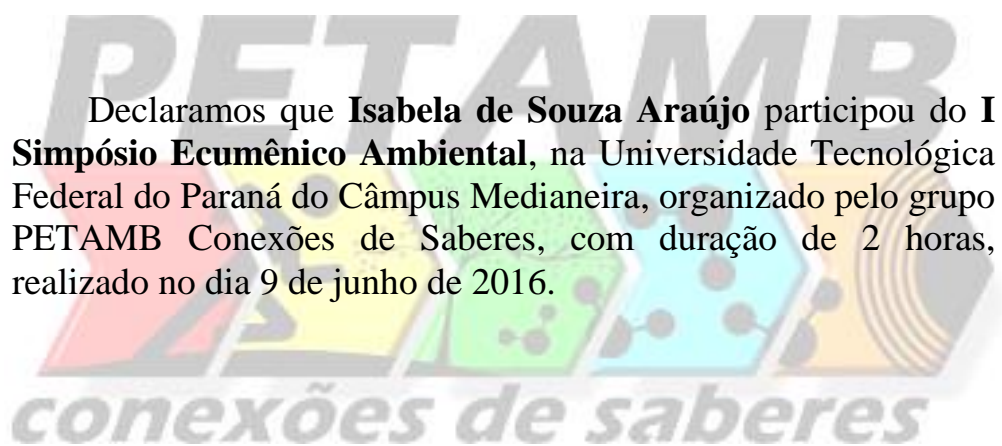 PETAMB
Declaramos que Isabela de Souza Araújo participou do I
Simpósio Ecumênico Ambiental, na Universidade Tecnológica
Federal do Paraná do Câmpus Medianeira, organizado pelo grupo
PETAMB Conexões de Saberes, com duração de 2 horas,
realizado no dia 9 de junho de 2016.
conexões de saberes